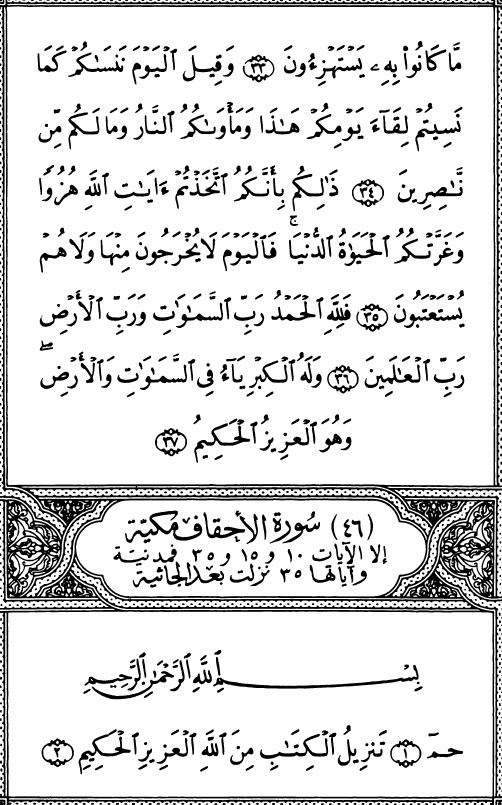 مَّا كَانُوا۟ بِهِۦ يَسْتَهْزِءُونَ ٣٣ وَقِيلَ ٱلْيَوْمَ نَنسَىٰكُمْ كَمَا
نَسِيتُمْ لِقَآءَ يَوْمِكُمْ هَـٰذَا وَمَأْوَىٰكُمُ ٱلنَّارُ وَمَا لَكُم مِّن
نَّـٰصِرِينَ ٣٤ ذَٰلِكُم بِأَنَّكُمُ ٱتَّخَذْتُمْ ءَايَـٰتِ ٱللَّهِ هُزُوًا
وَغَرَّتْكُمُ ٱلْحَيَوٰةُ ٱلدُّنْيَا ۚ فَٱلْيَوْمَ لَا يُخْرَجُونَ مِنْهَا وَلَا هُمْ
يُسْتَعْتَبُونَ ٣٥ فَلِلَّهِ ٱلْحَمْدُ رَبِّ ٱلسَّمَـٰوَٰتِ وَرَبِّ ٱلْأَرْضِ
رَبِّ ٱلْعَـٰلَمِينَ ٣٦ وَلَهُ ٱلْكِبْرِيَآءُ فِى ٱلسَّمَـٰوَٰتِ وَٱلْأَرْضِ ۖ
وَهُوَ ٱلْعَزِيزُ ٱلْحَكِيمُ ٣٧
(٤٦) سُورَة الأحقاف مكيّة
إلا الآيات ١٠ و ١٥ و ٣٥ فمدنية
وآياتها ٣٥ نزلت بعد الجاثية
بِسْمِ ٱللَّهِ ٱلرَّحْمَـٰنِ ٱلرَّحِيمِ
حمٓ ١ تَنزِيلُ ٱلْكِتَـٰبِ مِنَ ٱللَّهِ ٱلْعَزِيزِ ٱلْحَكِيمِ ٢